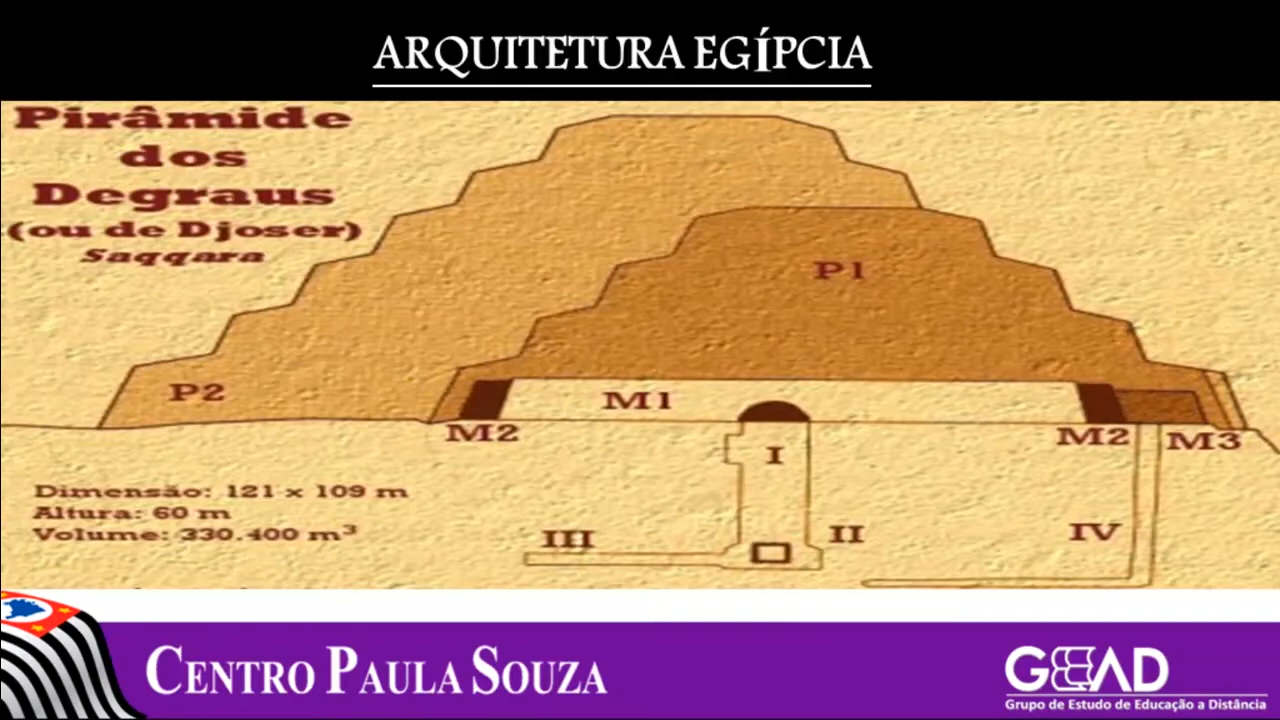 ARQUITETURA EGÍPCIA
Pirâmide
dos
Degraus
(ou de Djoser)
Saqqara
P1
P2
M1
M2
M2
M3
I
II
III
IV
Dimensão: 121 x 109 m
Altura: 60 m
Volume: 330.400 m³
CENTRO PAULA SOUZA
GEEAD
Grupo de Estudo de Educação a Distância